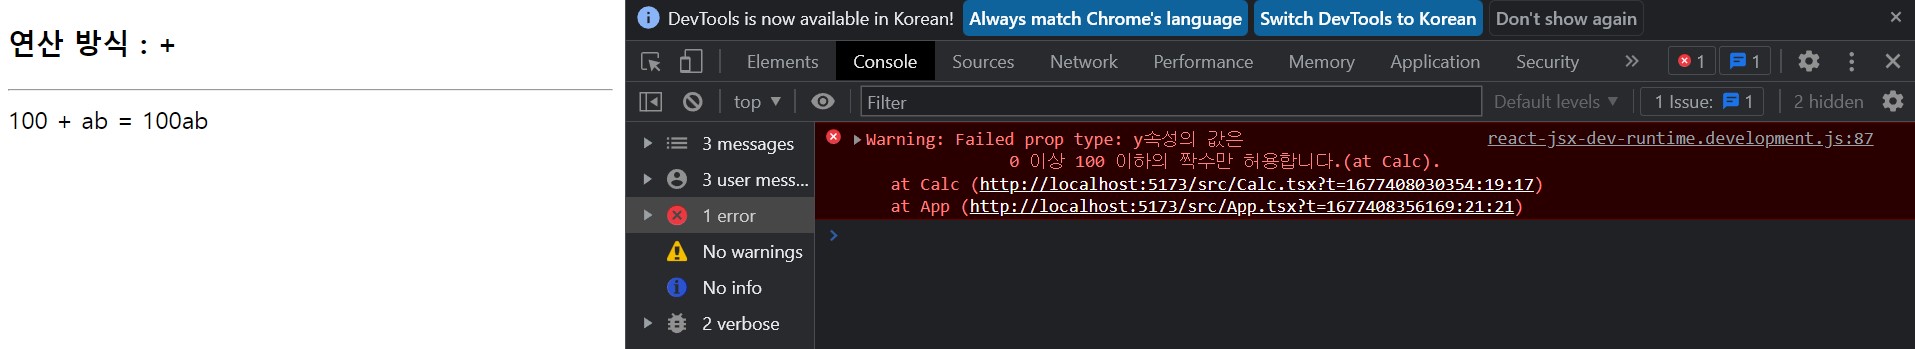 연산 방식 : +
100 + ab = 100ab
DevTools is now available in Korean! Always match Chrome's language Switch DevTools to Korean Don't show again
Elements Console Sources Network Performance Memory Application Security » 1 1
top ▼ Filter Default levels ▼ 1 Issue: 1 2 hidden
3 messages
3 user mess...
1 error
No warnings
No info
2 verbose
Warning: Failed prop type: y속성의 값은 react-jsx-dev-runtime.development.js:87
0 이상 100 이하의 짝수만 허용합니다.(at Calc).
at Calc (http://localhost:5173/src/Calc.tsx?t=1677408030354:19:17)
at App (http://localhost:5173/src/App.tsx?t=1677408356169:21:21)